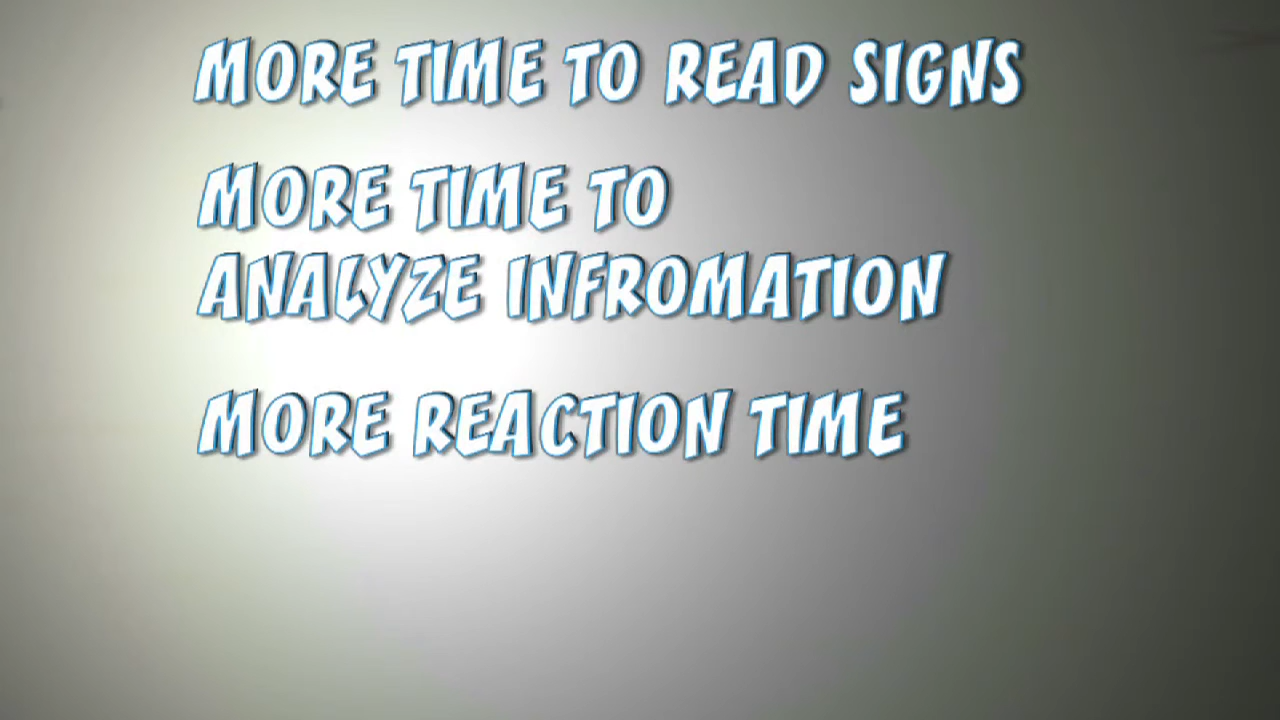 MORE TIME TO READ SIGNS
MORE TIME TO
ANALYZE INFROMATION
MORE REACTION TIME